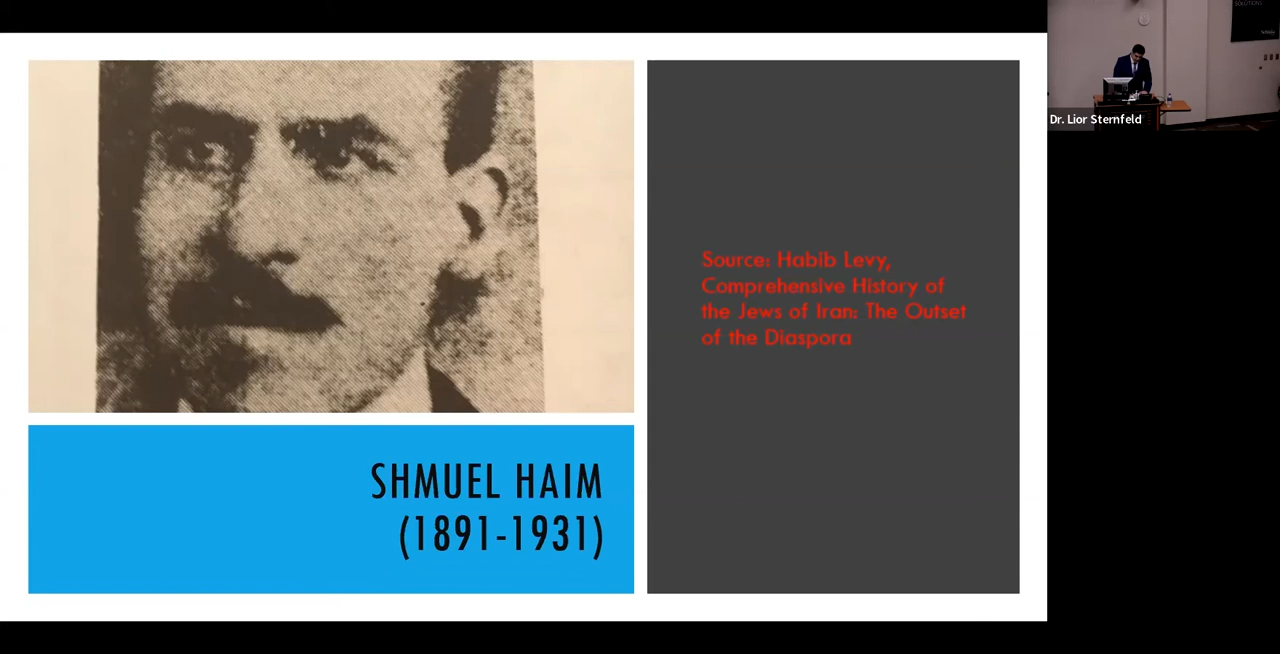 Source: Habib Levy,
Comprehensive History of
the Jews of Iran: The Outset
of the Diaspora
SHMUEL HAIM
(1891-1931)
Dr. Lior Sternfeld
SOLUTIONS